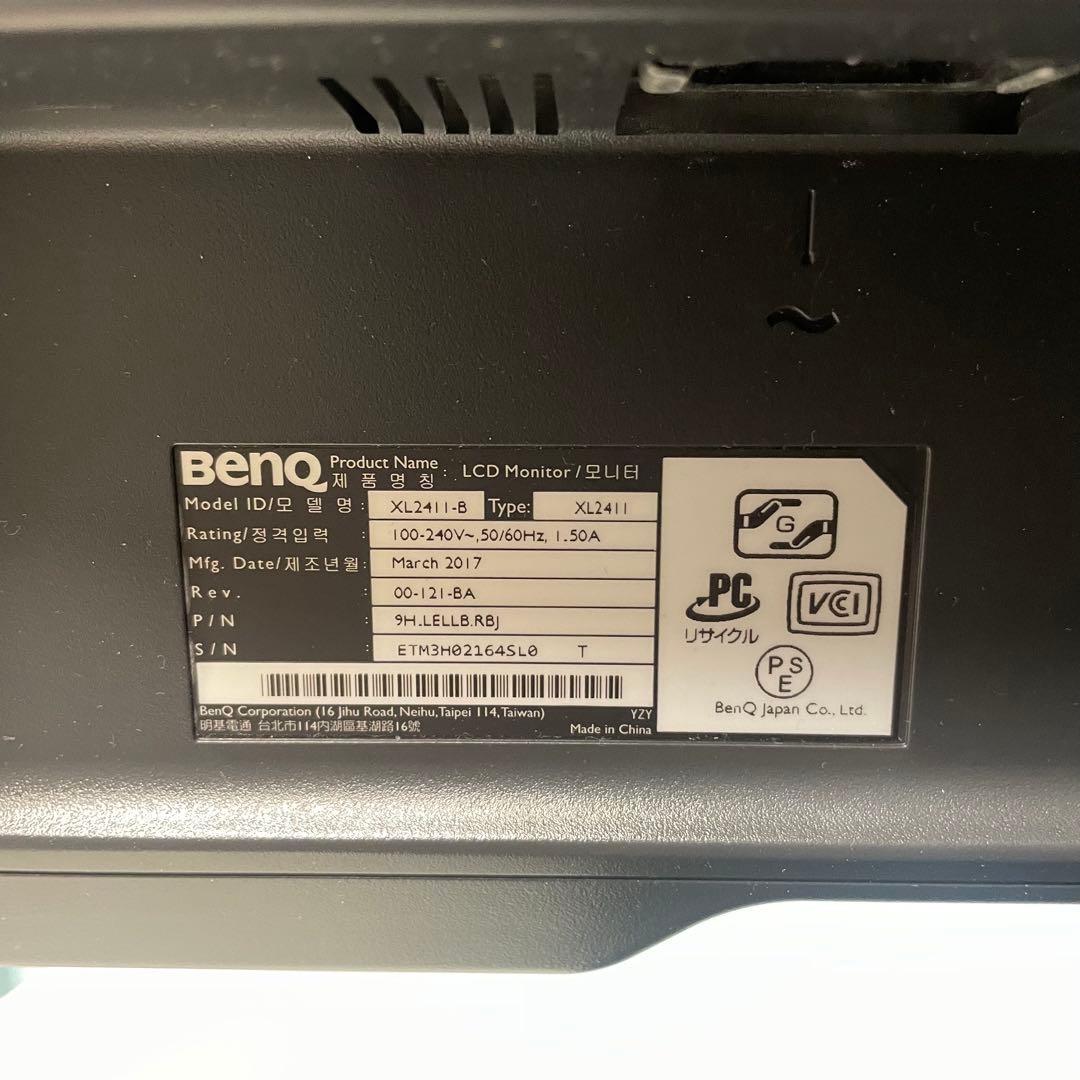 BenQ Product Name : LCD Monitor/모니터
제 품 명 칭
Model ID/모 델 명 : XL2411-B Type: XL2411
Rating/정격입력 : 100-240V~,50/60Hz, 1.50A
Mfg. Date/제조년월: March 2017
Rev. : 00-121-BA
P/N : 9H.LELLB.RBJ
S/N : ETM3H02164SL0 T
BenQ Corporation (16 Jihu Road, Neihu,Taipei 114,Taiwan) YZY
明基電通 台北市114內湖區基湖路16號 Made in China
G
PC
リサイクル
VCCI
PSE
BenQ Japan Co., Ltd.